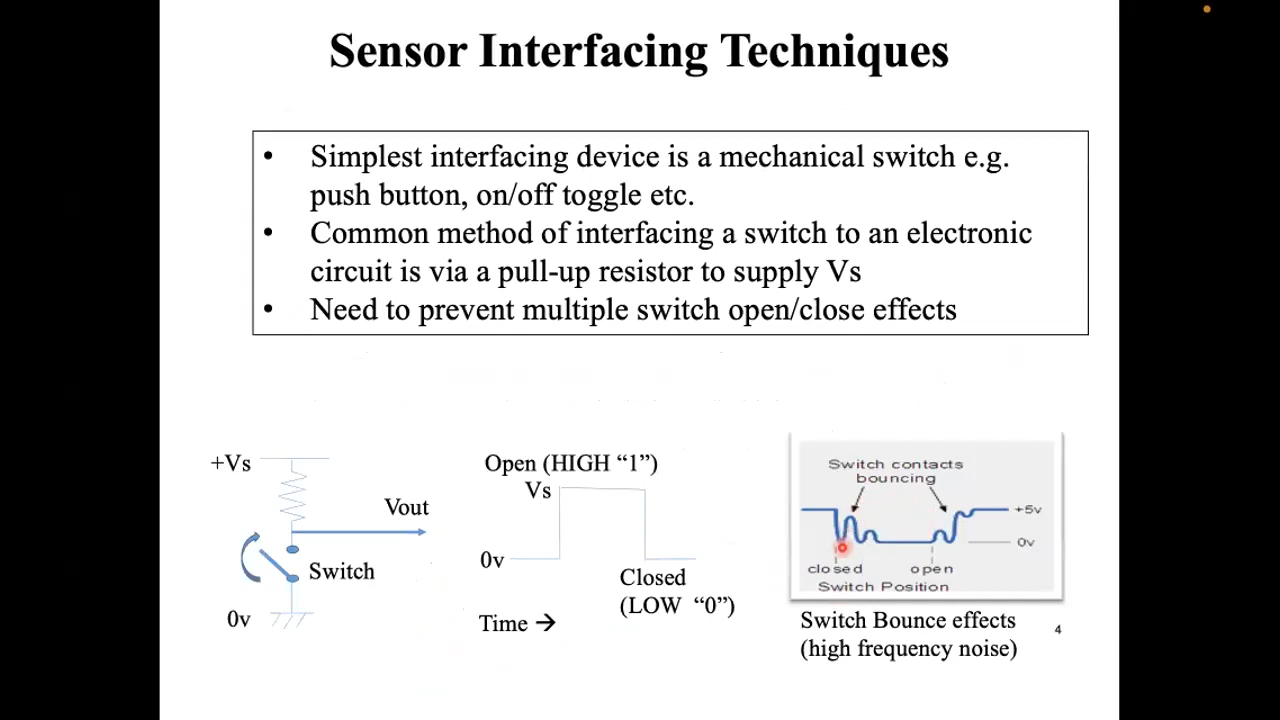 Sensor Interfacing Techniques
• Simplest interfacing device is a mechanical switch e.g.
push button, on/off toggle etc.
• Common method of interfacing a switch to an electronic
circuit is via a pull-up resistor to supply Vs
• Need to prevent multiple switch open/close effects
+Vs
Vout
Switch
0v
Open (HIGH “1”)
Vs
0v
Closed
(LOW “0”)
Time →
Switch contacts
bouncing
+5v
0v
closed open
Switch Position
Switch Bounce effects
(high frequency noise)
4